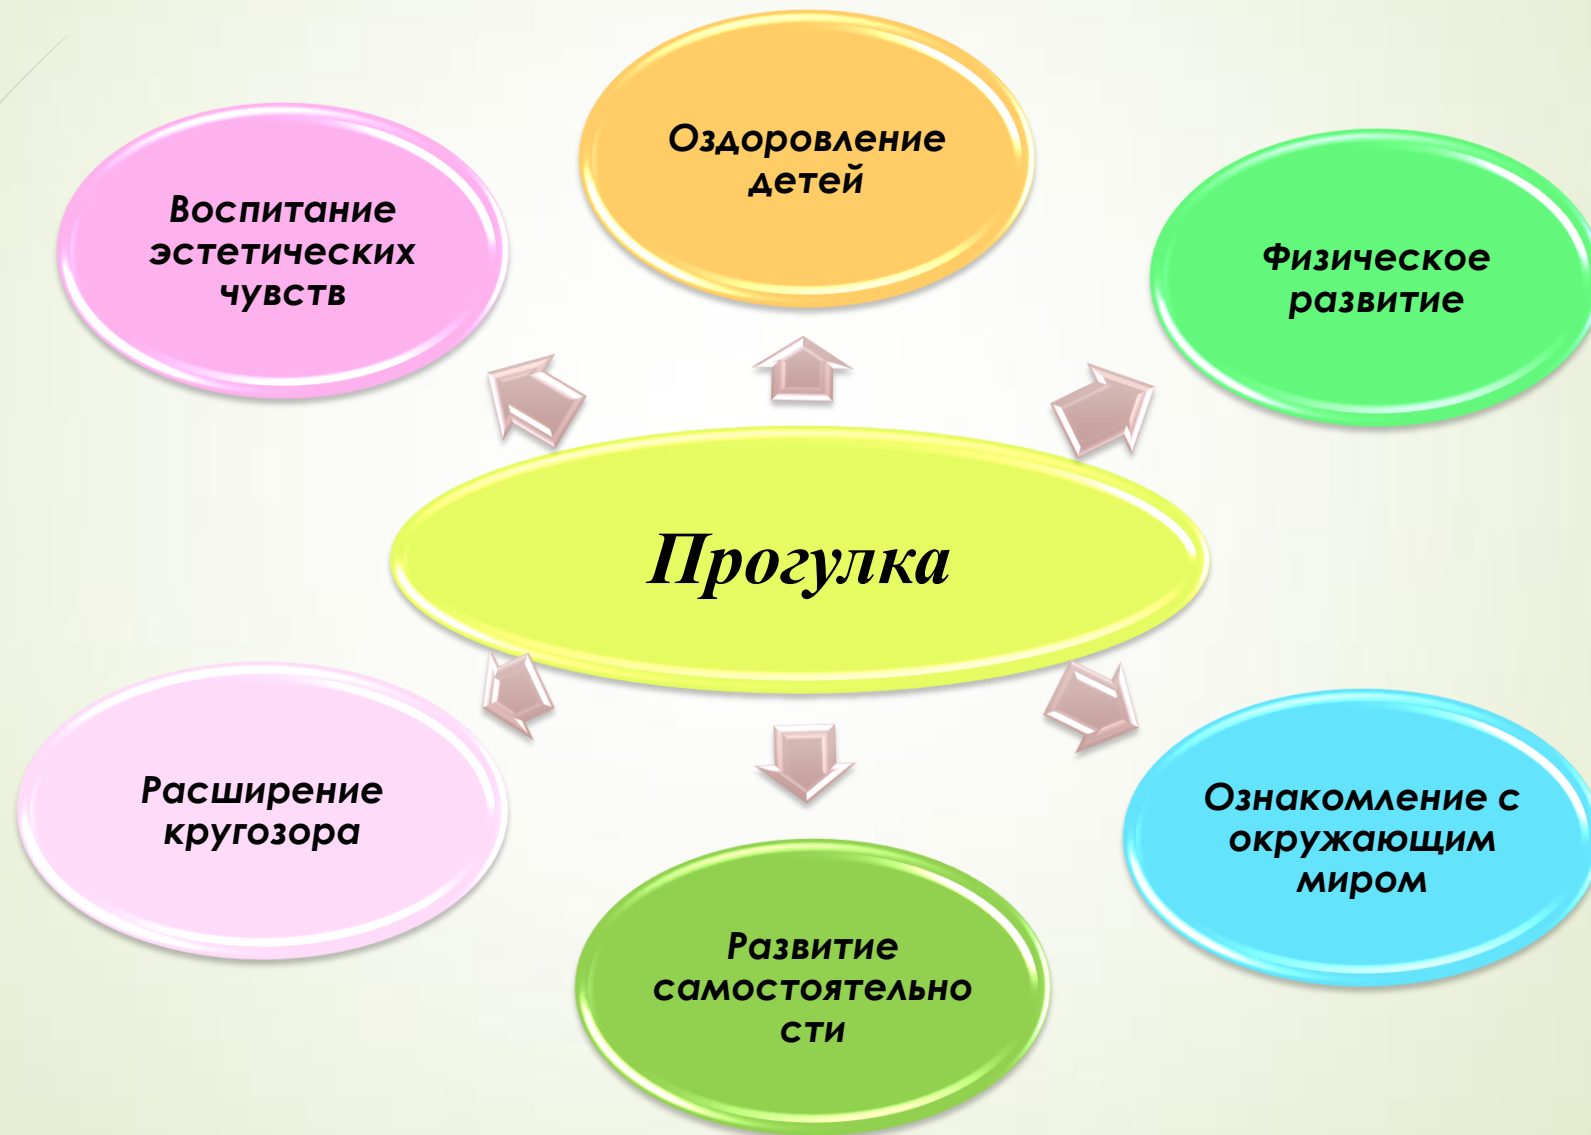 Оздоровление
детей
Воспитание
эстетических
чувств
Физическое
развитие
Прогулка
Расширение
кругозора
Ознакомление с
окружающим
миром
Развитие
самостоятельно
сти